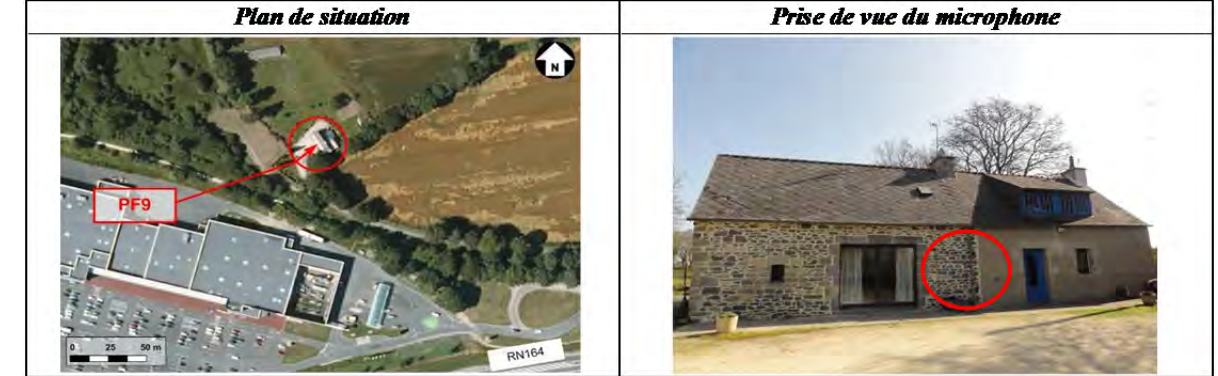 Plan de situation
Prise de vue du microphone
N
PF9
0 25 50 m
RN164